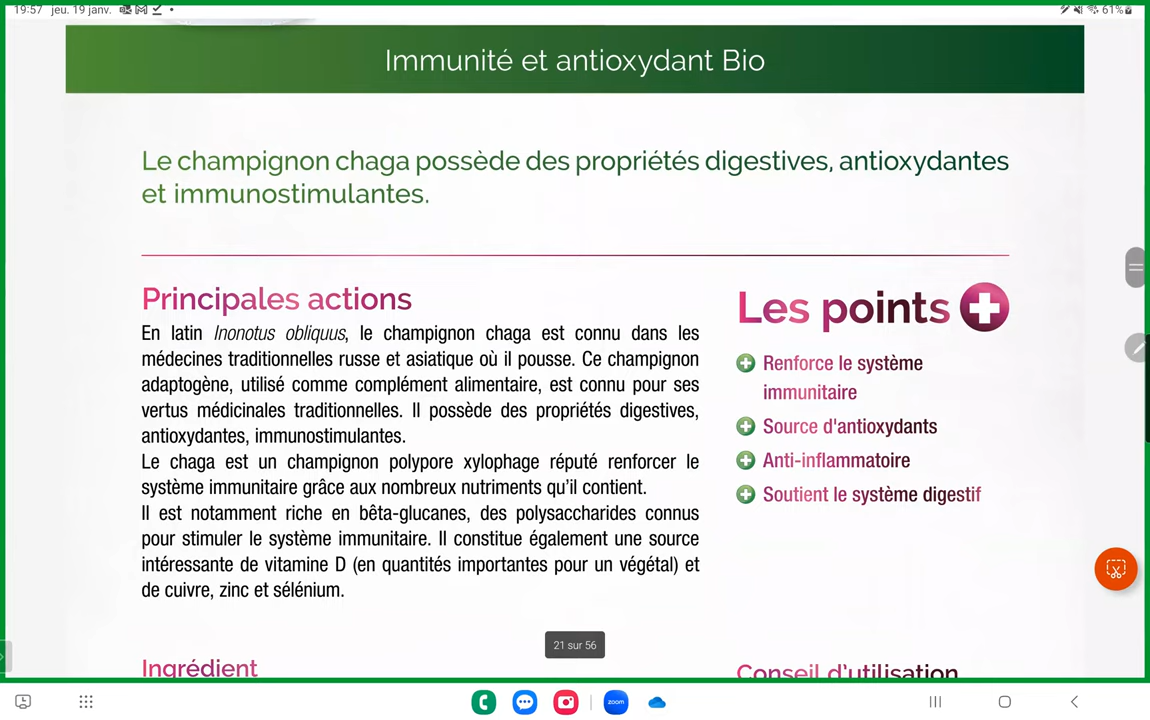 19:57 jeu. 19 janv.
61%
Immunité et antioxydant Bio
Le champignon chaga possède des propriétés digestives, antioxydantes
et immunostimulantes.
Principales actions
En latin Inonotus obliquus, le champignon chaga est connu dans les
médecines traditionnelles russe et asiatique où il pousse. Ce champignon
adaptogène, utilisé comme complément alimentaire, est connu pour ses
vertus médicinales traditionnelles. Il possède des propriétés digestives,
antioxydantes, immunostimulantes.
Le chaga est un champignon polypore xylophage réputé renforcer le
système immunitaire grâce aux nombreux nutriments qu'il contient.
Il est notamment riche en bêta-glucanes, des polysaccharides connus
pour stimuler le système immunitaire. Il constitue également une source
intéressante de vitamine D (en quantités importantes pour un végétal) et
de cuivre, zinc et sélénium.
Les points
Renforce le système
immunitaire
Source d'antioxydants
Anti-inflammatoire
Soutient le système digestif
21 sur 56
Ingrédient
Conseil d'utilisation
zoom